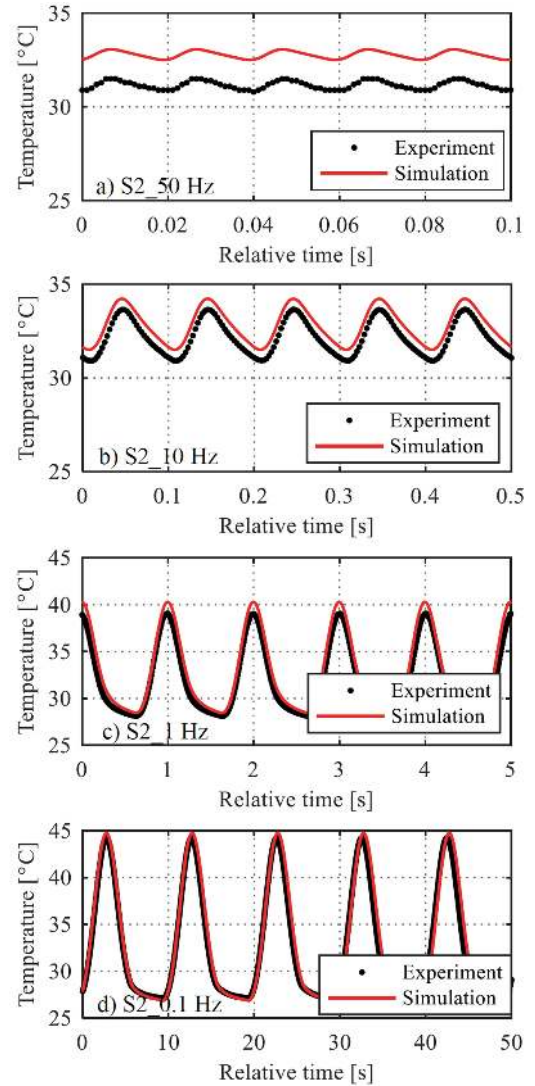 35
Temperature [°C]
30
Experiment
Simulation
25
a) S2_50 Hz
0 0.02 0.04 0.06 0.08 0.1
Relative time [s]
35
Temperature [°C]
30
Experiment
Simulation
25
b) S2_10 Hz
0 0.1 0.2 0.3 0.4 0.5
Relative time [s]
45
40
Temperature [°C]
35
30
Experiment
Simulation
25
c) S2_1 Hz
0 1 2 3 4 5
Relative time [s]
45
40
Temperature [°C]
35
30
Experiment
Simulation
25
d) S2_0.1 Hz
0 10 20 30 40 50
Relative time [s]